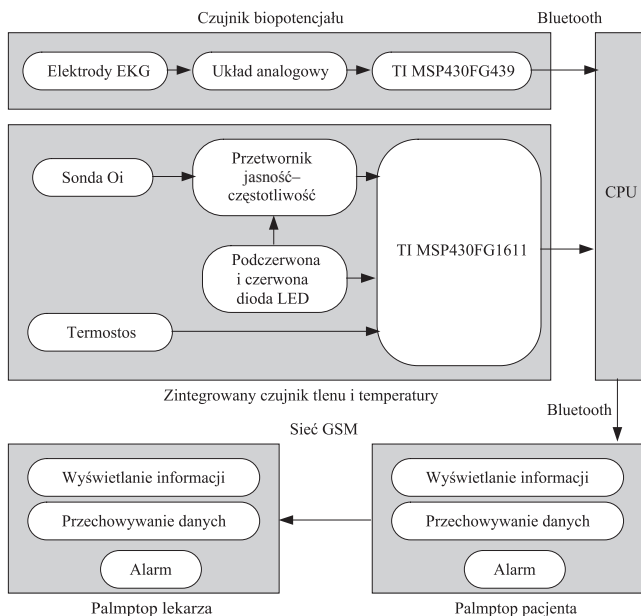 Czujnik biopotencjału
Bluetooth
Elektrody EKG
Układ analogowy
TI MSP430FG439
CPU
Sonda Oi
Przetwornik
jasność–
częstotliwość
TI MSP430FG1611
Podczerwona
i czerwona
dioda LED
Termostos
Zintegrowany czujnik tlenu i temperatury
Bluetooth
Sieć GSM
Wyświetlanie informacji
Przechowywanie danych
Alarm
Palmptop lekarza
Wyświetlanie informacji
Przechowywanie danych
Alarm
Palmptop pacjenta